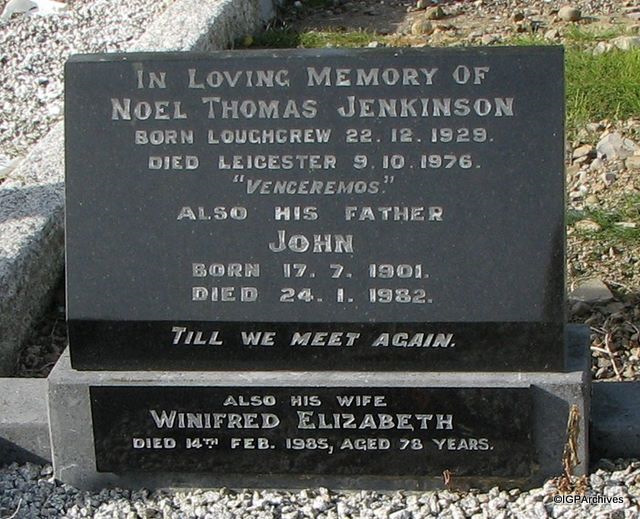 In Loving Memory Of
Noel Thomas Jenkinson
Born Loughcrew 22. 12. 1929.
Died Leicester 9. 10. 1976.
"Venceremos."
Also His Father
John
Born 17. 7. 1901.
Died 24. 1. 1982.
Till we meet again.
Also his wife
Winifred Elizabeth
Died 14th Feb. 1985, aged 78 years.
©IGPArchives